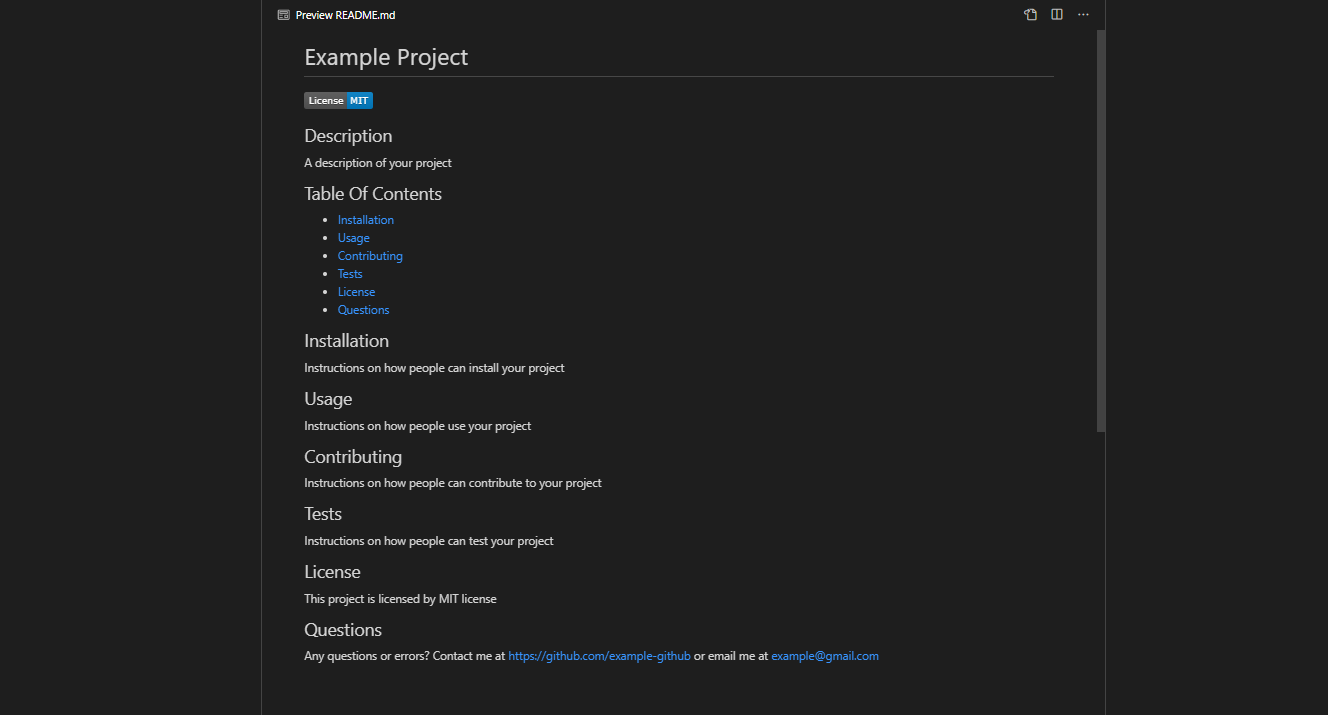 Preview README.md
Example Project
License MIT
Description
A description of your project
Table Of Contents
Installation
Usage
Contributing
Tests
License
Questions
Installation
Instructions on how people can install your project
Usage
Instructions on how people use your project
Contributing
Instructions on how people can contribute to your project
Tests
Instructions on how people can test your project
License
This project is licensed by MIT license
Questions
Any questions or errors? Contact me at https://github.com/example-github or email me at example@gmail.com